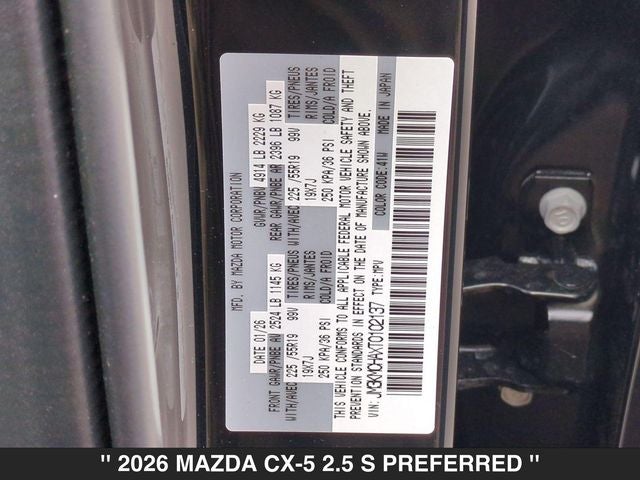 MFD. BY MAZDA MOTOR CORPORATION
DATE 01/26 GVWR/PNBV 4914 LB 2229 KG
FRONT GAWR/PNBE AV 2524 LB 1145 KG REAR GAWR/PNBE AR 2396 LB 1087 KG
WITH/AVEC 225 /55R19 99V TIRES/PNEUS WITH/AVEC 225 /55R19 99V TIRES/PNEUS
19X7J RIMS/JANTES 19X7J RIMS/JANTES
250 KPA/36 PSI COLD/A FROID 250 KPA/36 PSI COLD/A FROID
THIS VEHICLE CONFORMS TO ALL APPLICABLE FEDERAL MOTOR VEHICLE SAFETY AND THEFT
PREVENTION STANDARDS IN EFFECT ON THE DATE OF MANUFACTURE SHOWN ABOVE.
VIN: TYPE: MPV COLOR CODE: 41W MADE IN JAPAN
" 2026 MAZDA CX-5 2.5 S PREFERRED "